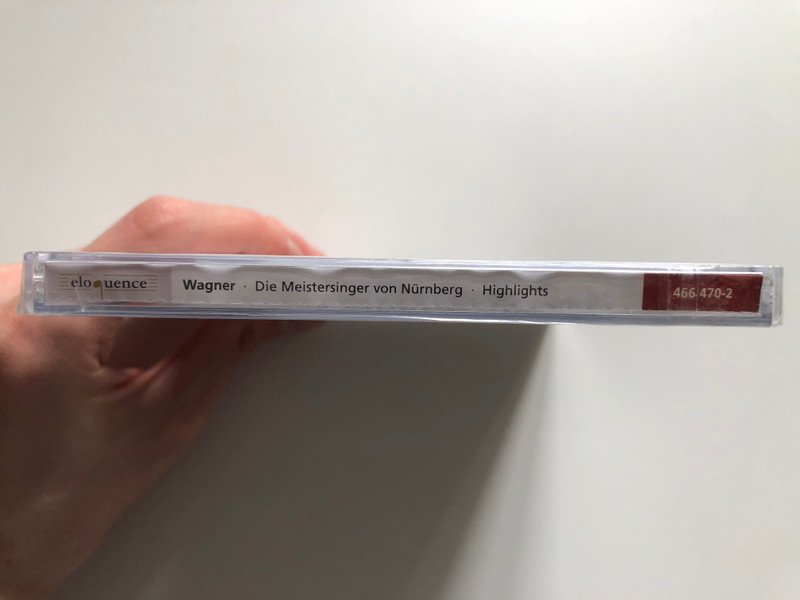 eloquence Wagner · Die Meistersinger von Nürnberg · Highlights 466 470-2